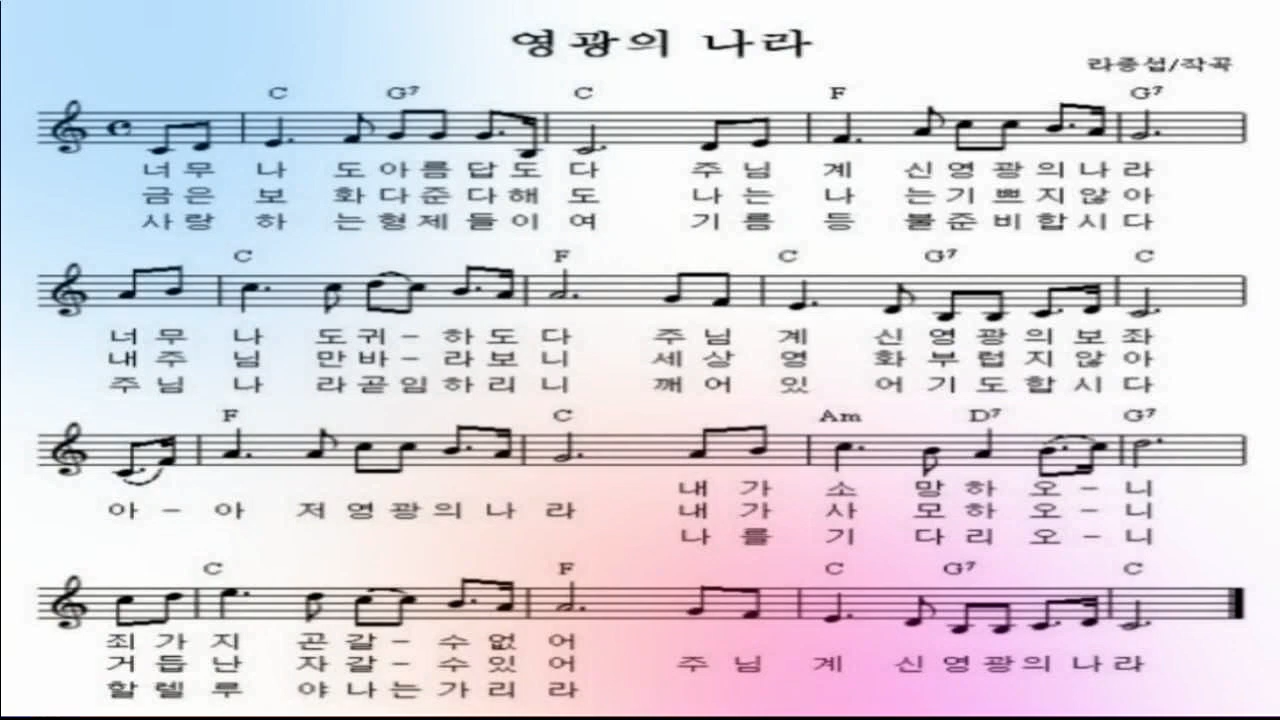 영광의 나라
라종섭/작곡
C G7 C F G7
너무 나 도아름답도 다 주님 계 신영광의나라
금은 보 화다준다해 도 나는 나 는기쁘지않아
사랑 하 는형제들이 여 기름 등 불준비합시다
C F C G7 C
너무 나 도귀-하도다 주님 계 신영광의보좌
내주 님 만바-라보니 세상 영 화부럽지않아
주님 나 라곧임하리니 깨어 있 어기도합시다
F C Am D7 G7
내가 소 망하오-니
아-아 저영광의나라 내가 사 모하오-니
나를 기 다리오-니
C F C G7 C
죄가지 곤갈-수없어
거듭난 자갈-수있어 주님 계 신영광의나라
할렐루 야나는가리라